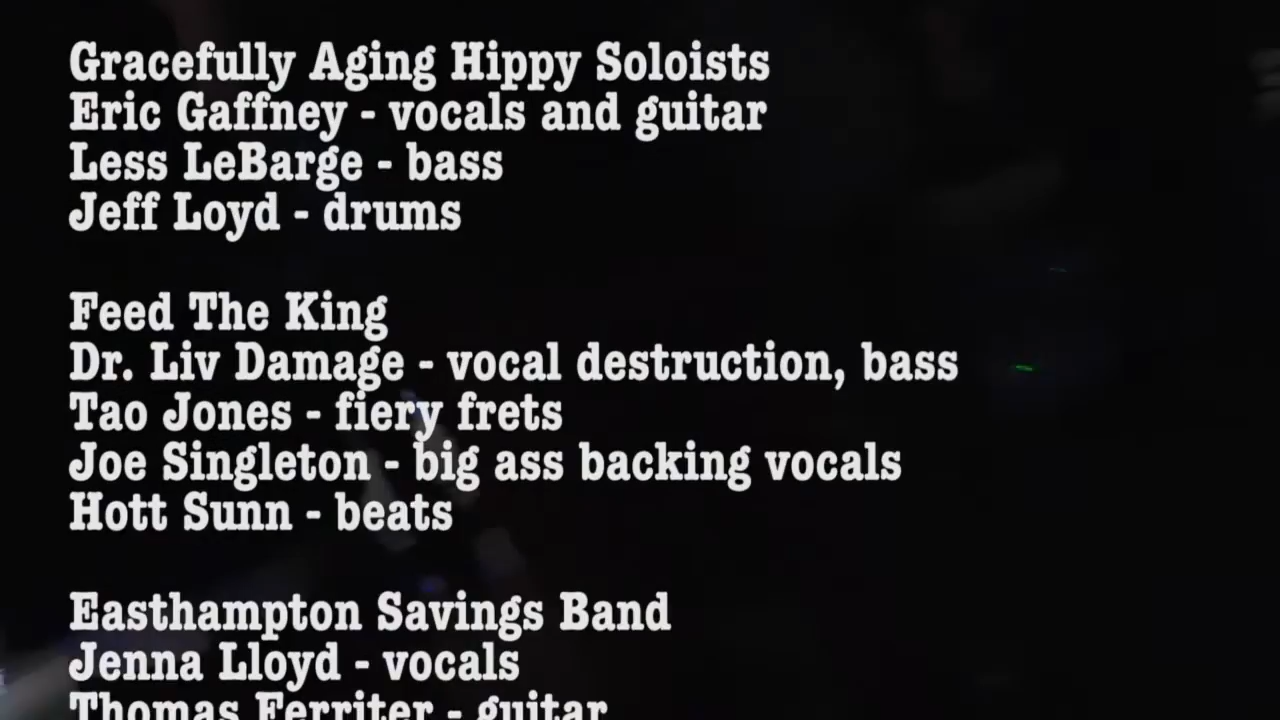 Gracefully Aging Hippy Soloists
Eric Gaffney - vocals and guitar
Less LeBarge - bass
Jeff Loyd - drums
Feed The King
Dr. Liv Damage - vocal destruction, bass
Tao Jones - fiery frets
Joe Singleton - big ass backing vocals
Hott Sunn - beats
Easthampton Savings Band
Jenna Lloyd - vocals
Thomas Ferriter - guitar